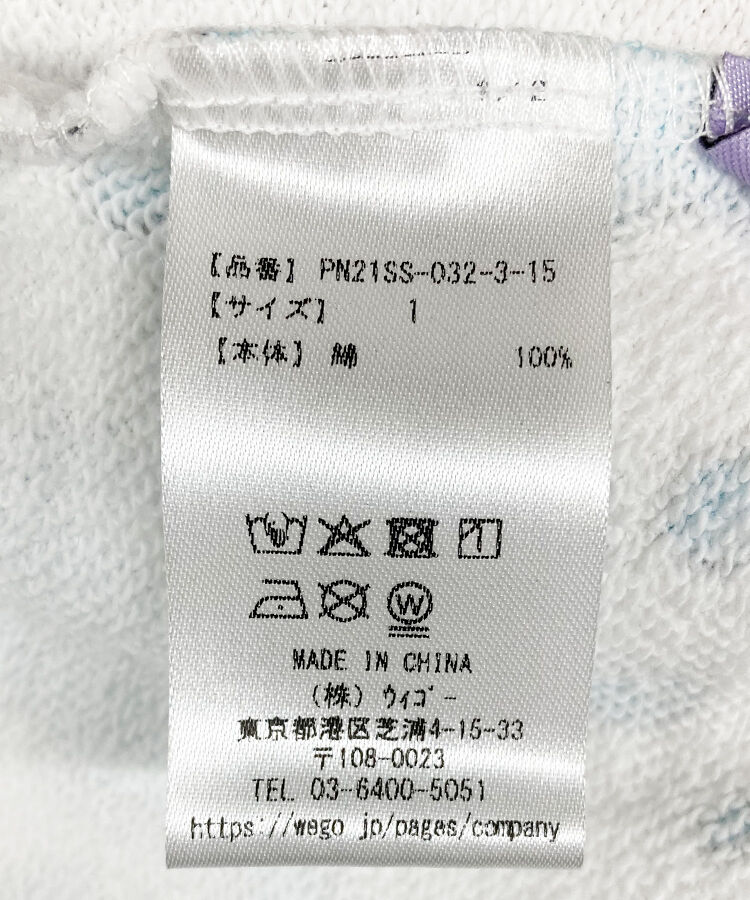 【品番】 PN21SS-032-3-15
【サイズ】 1
【本体】 綿 100%
MADE IN CHINA
(株) ウィゴー
東京都港区芝浦4-15-33
〒108-0023
TEL 03-6400-5051
https://wego jp/pages/company